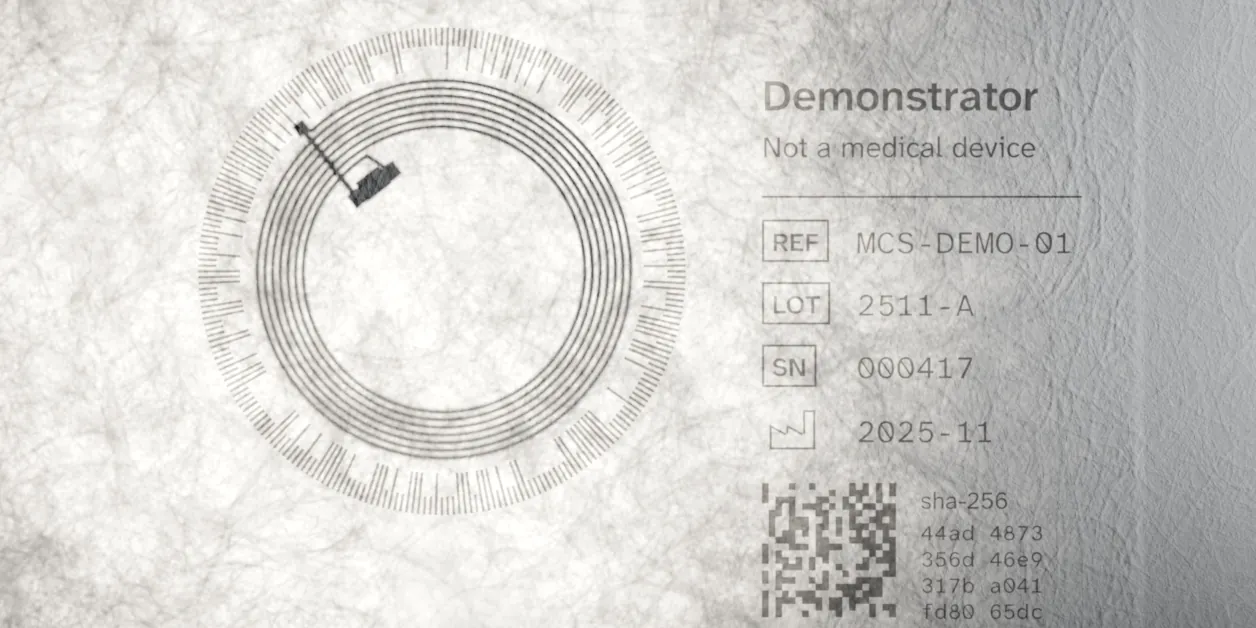 Demonstrator
Not a medical device
REF MCS-DEMO-01
LOT 2511-A
SN 000417
2025-11
sha-256
44ad 4873
356d 46e9
317b a041
fd80 65dc